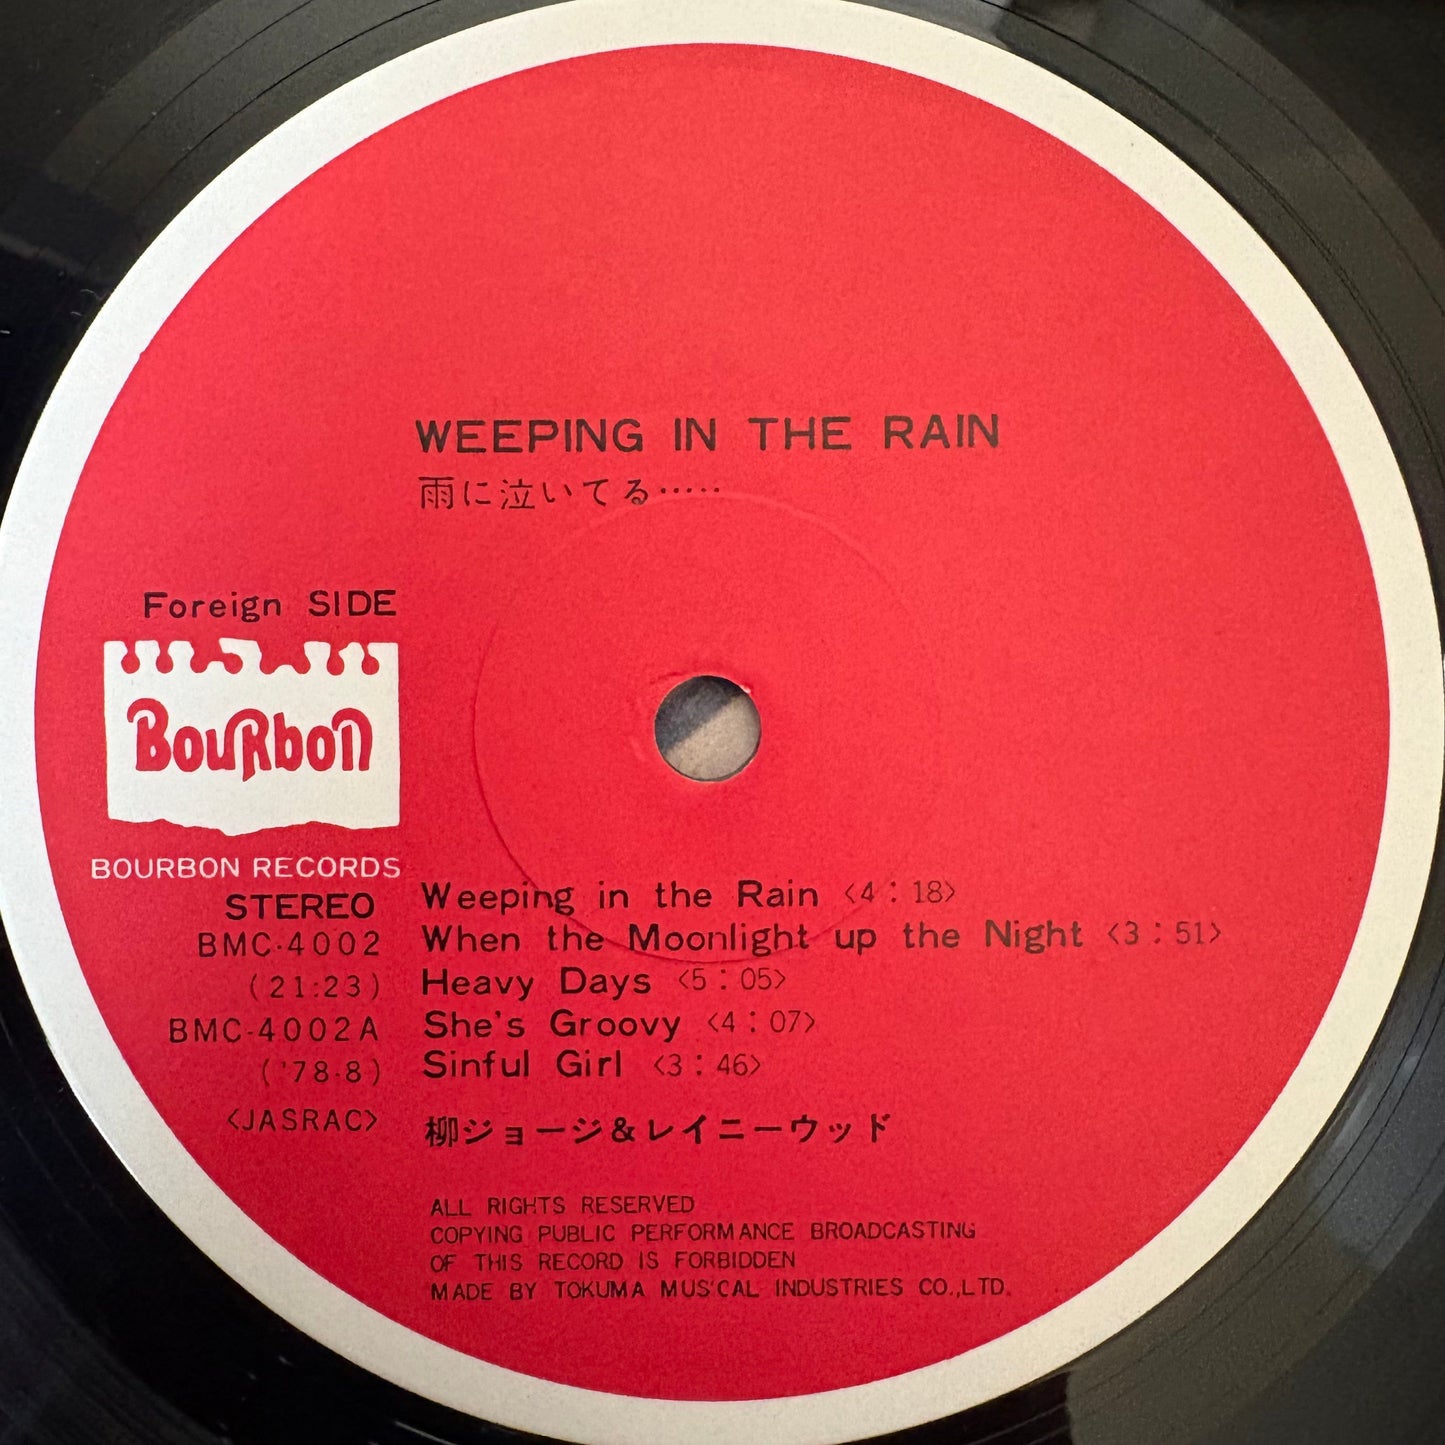 WEEPING IN THE RAIN
雨に泣いてる……
Foreign SIDE
BouRbon
BOURBON RECORDS
STEREO
BMC-4002
(21:23)
BMC-4002A
('78-8)
<JASRAC>
Weeping in the Rain <4:18>
When the Moonlight up the Night <3:51>
Heavy Days <5:05>
She's Groovy <4:07>
Sinful Girl <3:46>
柳ジョージ&レイニーウッド
ALL RIGHTS RESERVED
COPYING PUBLIC PERFORMANCE BROADCASTING
OF THIS RECORD IS FORBIDDEN
MADE BY TOKUMA MUSICAL INDUSTRIES CO.,LTD.